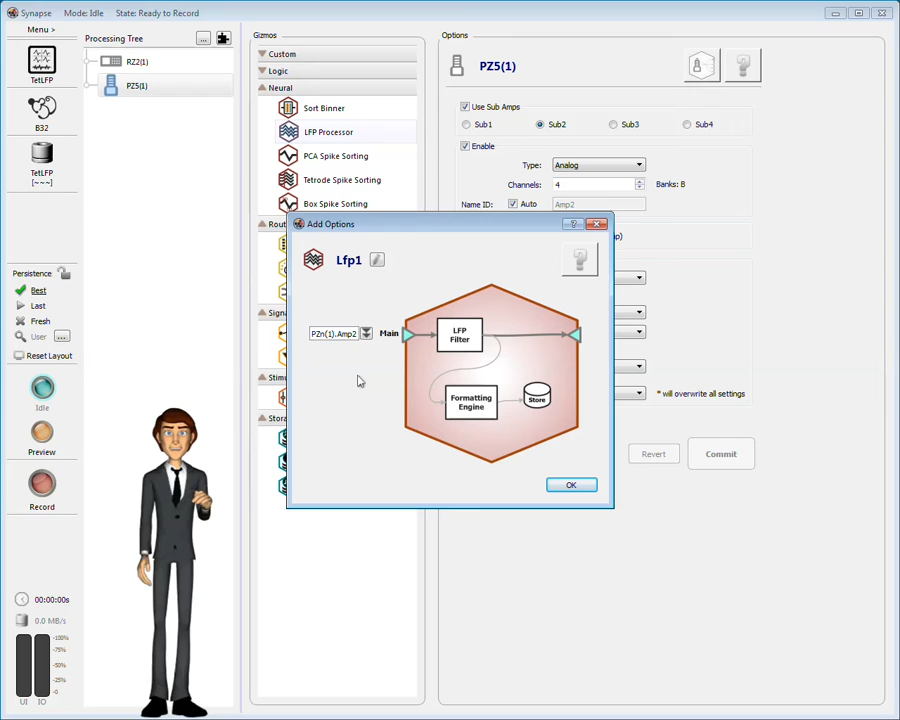 Synapse Mode: Idle State: Ready to Record
Menu >
TetLFP
B32
TetLFP
[~~~]
Persistence:
Best
Last
Fresh
User ...
Reset Layout
Idle
Preview
Record
00:00:00s
0.0 MB/s
-100%
-75%
-50%
-25%
-0
UI IO
Processing Tree ...
RZ2(1)
PZ5(1)
Gizmos
Custom
Logic
Neural
Sort Binner
LFP Processor
PCA Spike Sorting
Tetrode Spike Sorting
Box Spike Sorting
Rout
Signa
Stimu
Stora
Options
PZ5(1)
?
Use Sub Amps
Sub1 Sub2 Sub3 Sub4
Enable
Type: Analog
Channels: 4 Banks: B
Name ID: Auto Amp2
p)
* will overwrite all settings
Revert Commit
Add Options
?
Lfp1
?
PZn(1).Amp2 Main
LFP
Filter
Formatting
Engine
Store
OK